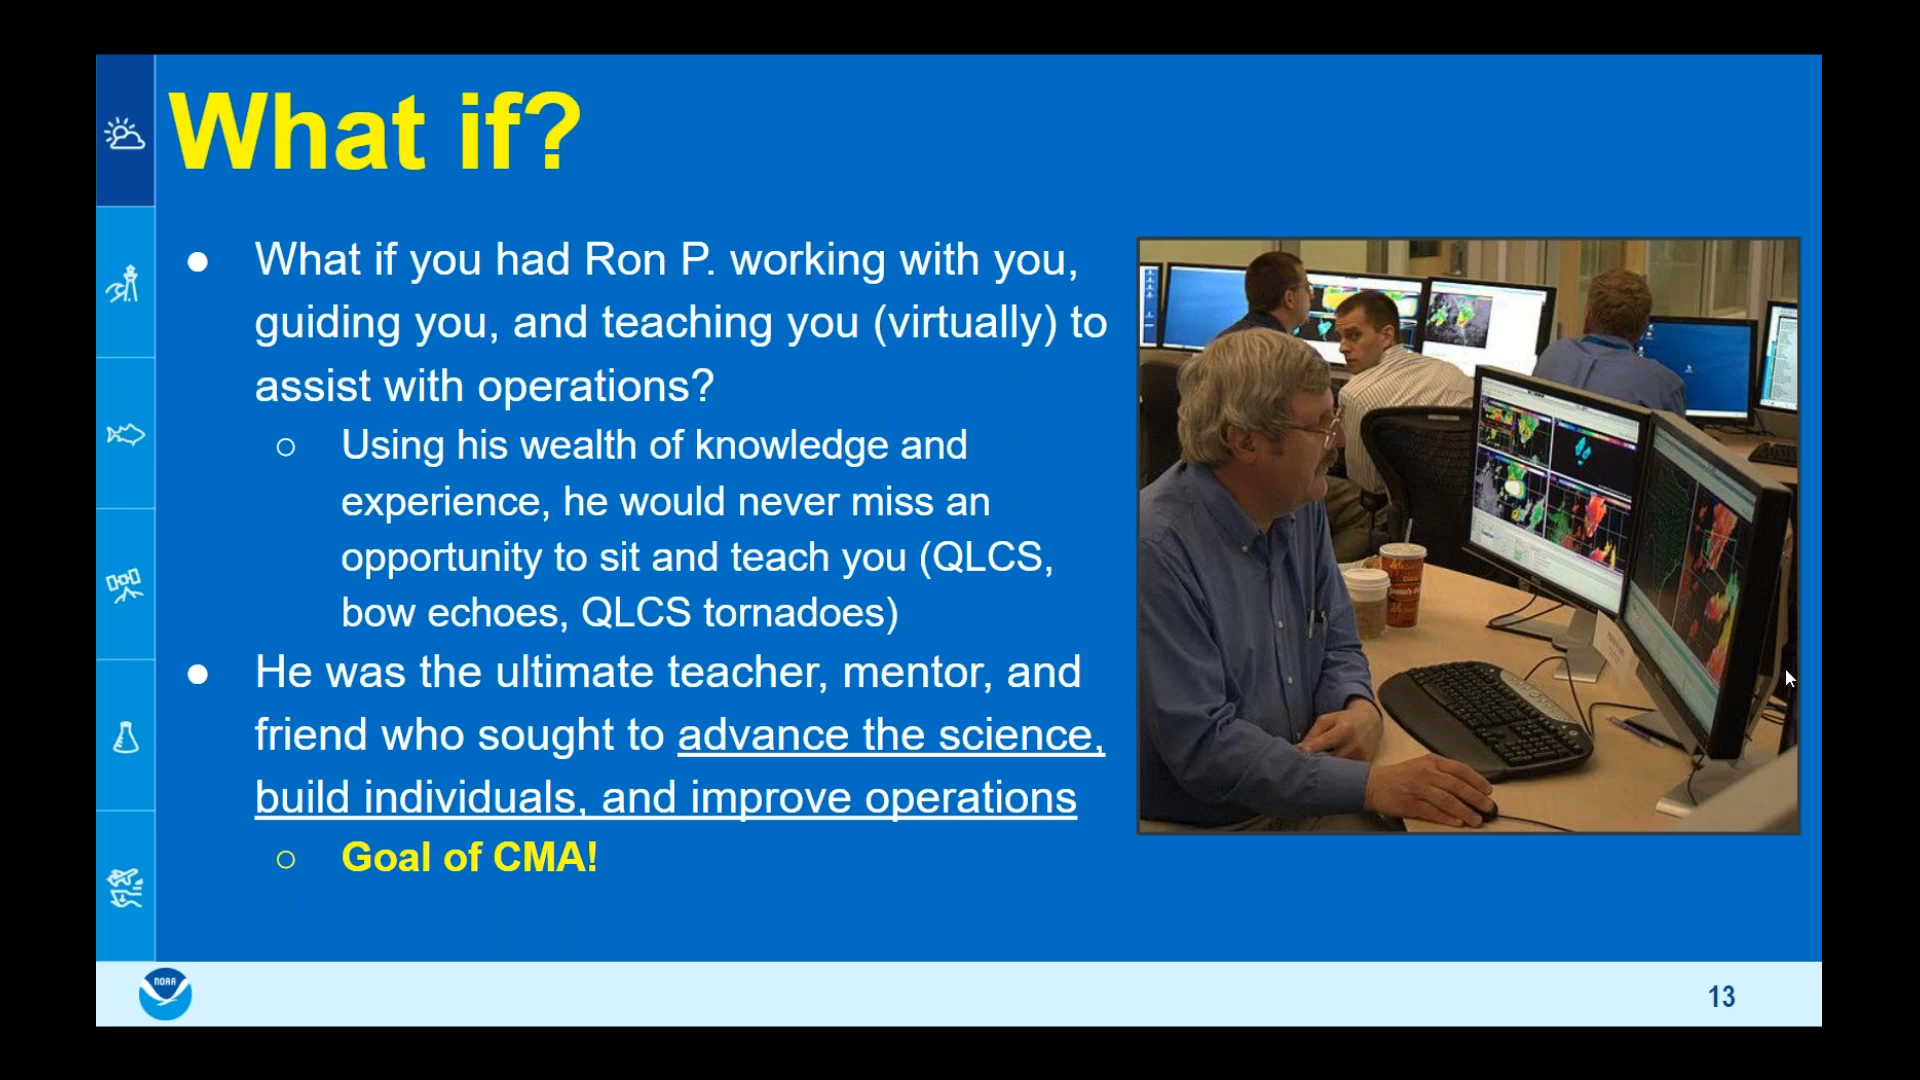 What if?
● What if you had Ron P. working with you,
guiding you, and teaching you (virtually) to
assist with operations?
○ Using his wealth of knowledge and
experience, he would never miss an
opportunity to sit and teach you (QLCS,
bow echoes, QLCS tornadoes)
● He was the ultimate teacher, mentor, and
friend who sought to advance the science,
build individuals, and improve operations
○ Goal of CMA!
NOAA
13